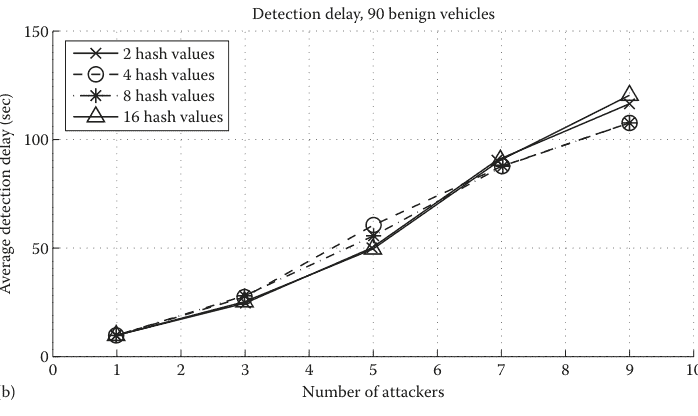 Detection delay, 90 benign vehicles
150
2 hash values
4 hash values
8 hash values
16 hash values
100
50
0
Average detection delay (sec)
0 1 2 3 4 5 6 7 8 9 10
Number of attackers
b)